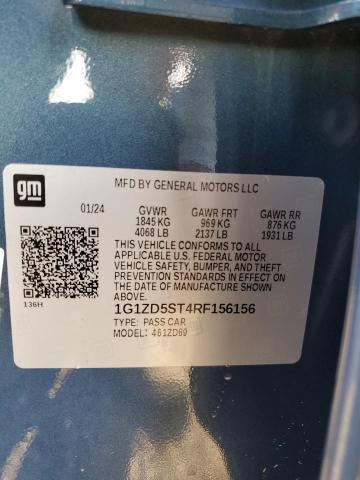 gm
MFD BY GENERAL MOTORS LLC
01/24 GVWR GAWR FRT GAWR RR
1845 KG 969 KG 876 KG
4068 LB 2137 LB 1931 LB
THIS VEHICLE CONFORMS TO ALL
APPLICABLE U.S. FEDERAL MOTOR
VEHICLE SAFETY, BUMPER, AND THEFT
PREVENTION STANDARDS IN EFFECT ON
THE DATE OF MANUFACTURE SHOWN
ABOVE.
136H
1G1ZD5ST4RF156156
TYPE: PASS CAR
MODEL: 461ZD69